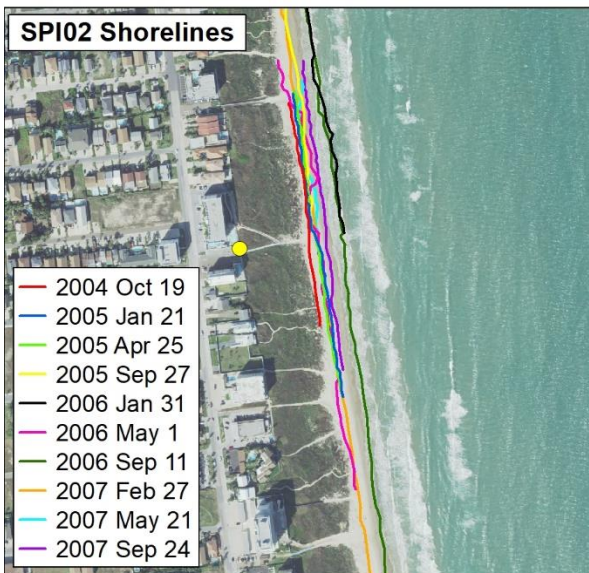 SPI02 Shorelines
2004 Oct 19
2005 Jan 21
2005 Apr 25
2005 Sep 27
2006 Jan 31
2006 May 1
2006 Sep 11
2007 Feb 27
2007 May 21
2007 Sep 24